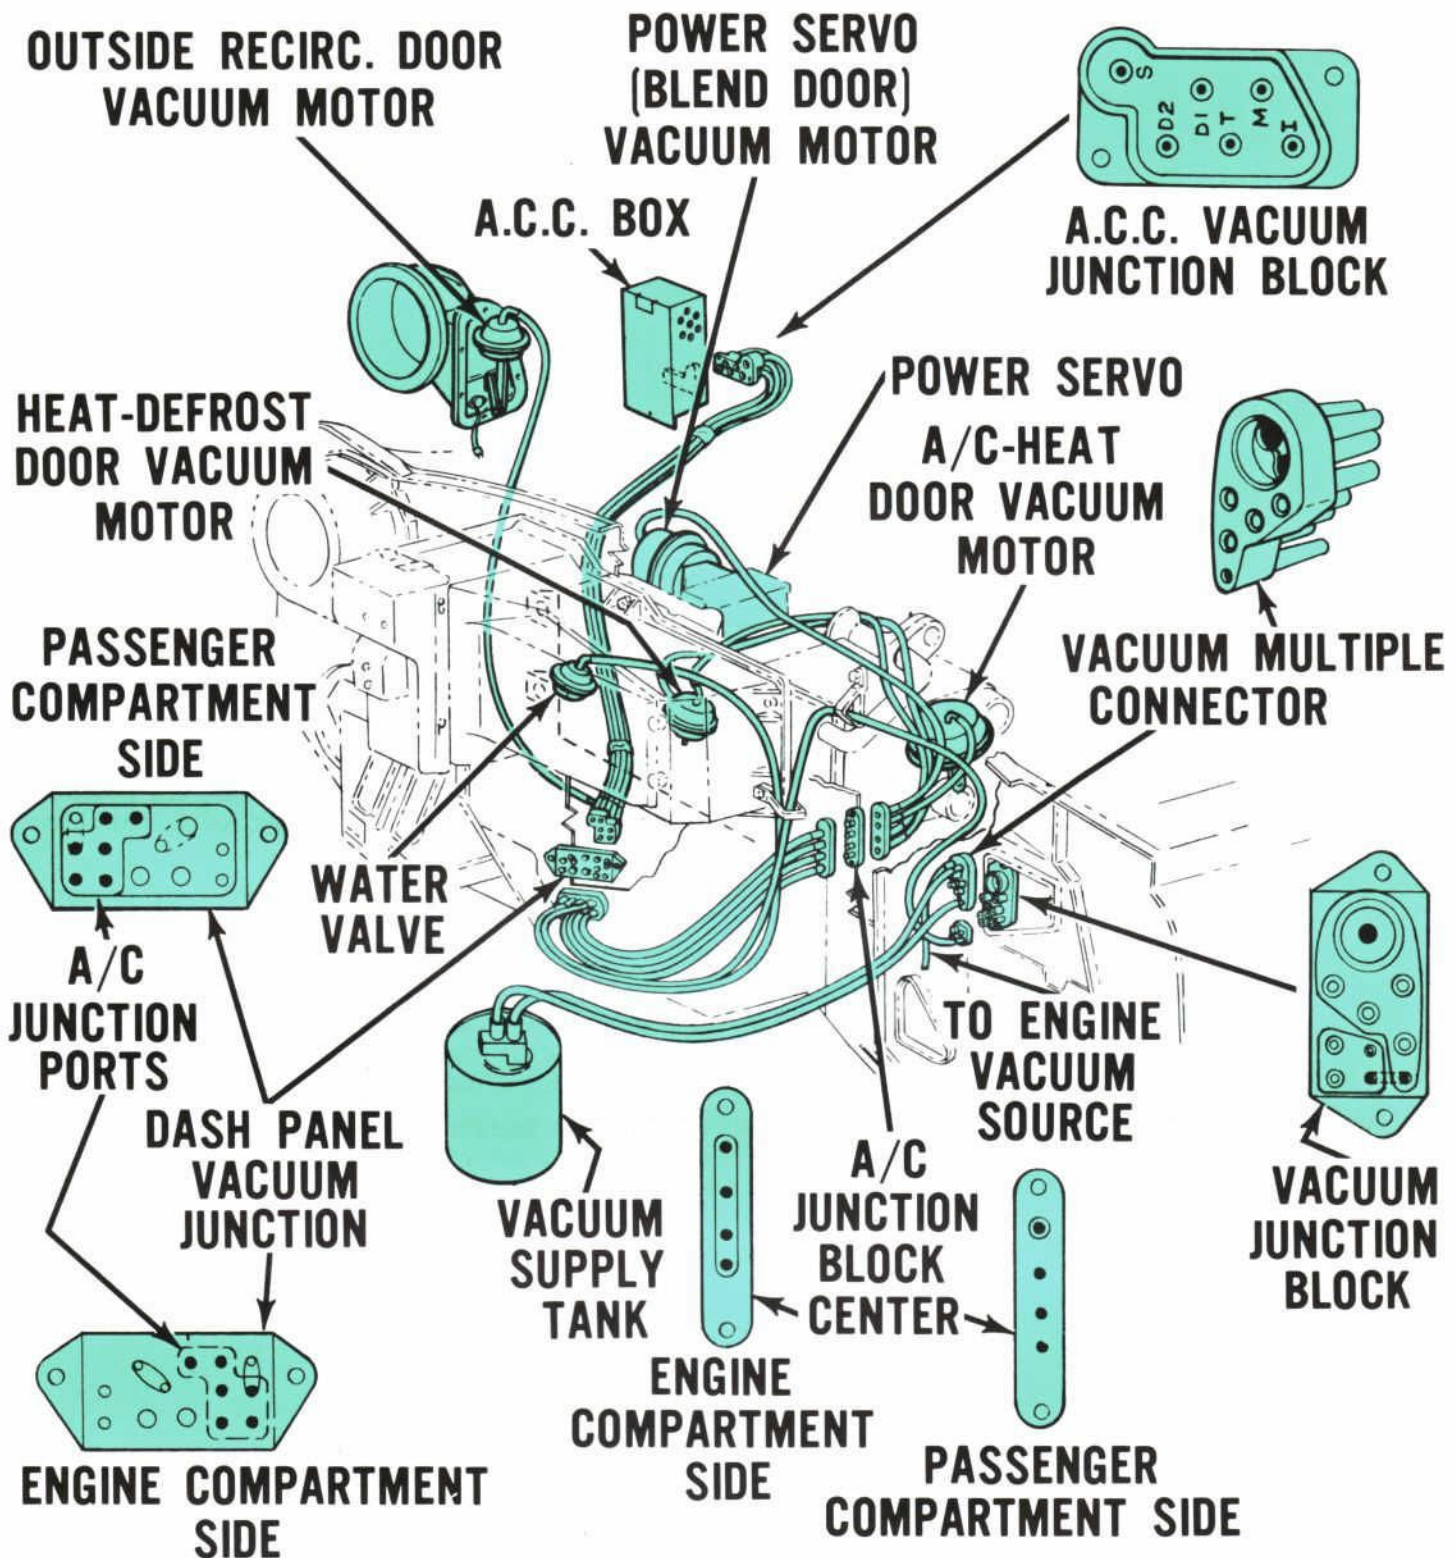 OUTSIDE RECIRC. DOOR
VACUUM MOTOR
POWER SERVO
(BLEND DOOR)
VACUUM MOTOR
S
D2
D1
T
M
I
A.C.C. BOX
A.C.C. VACUUM
JUNCTION BLOCK
HEAT-DEFROST
DOOR VACUUM
MOTOR
POWER SERVO
A/C-HEAT
DOOR VACUUM
MOTOR
PASSENGER
COMPARTMENT
SIDE
VACUUM MULTIPLE
CONNECTOR
WATER
VALVE
A/C
JUNCTION
PORTS
TO ENGINE
VACUUM
SOURCE
DASH PANEL
VACUUM
JUNCTION
VACUUM
SUPPLY
TANK
A/C
JUNCTION
BLOCK
CENTER
VACUUM
JUNCTION
BLOCK
ENGINE COMPARTMENT
SIDE
ENGINE
COMPARTMENT
SIDE
PASSENGER
COMPARTMENT SIDE